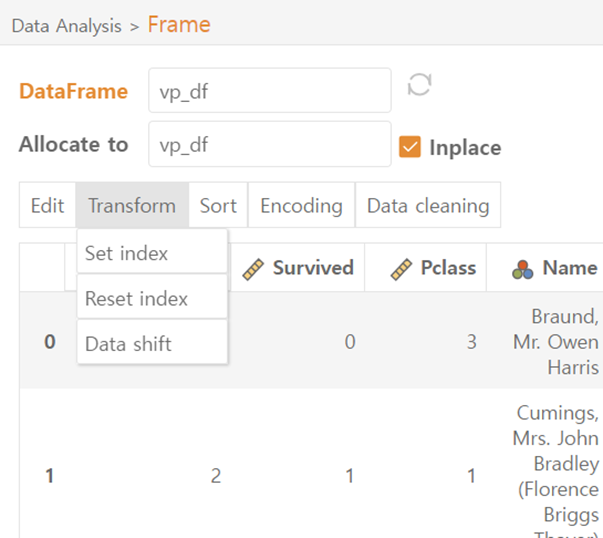 Data Analysis > Frame
DataFrame vp_df
Allocate to vp_df Inplace
Edit Transform Sort Encoding Data cleaning
Set index
Reset index
Data shift
Survived Pclass Name
0 0 3 Braund,
Mr. Owen
Harris
Cumings,
Mrs. John
1 2 1 1 Bradley
(Florence
Briggs